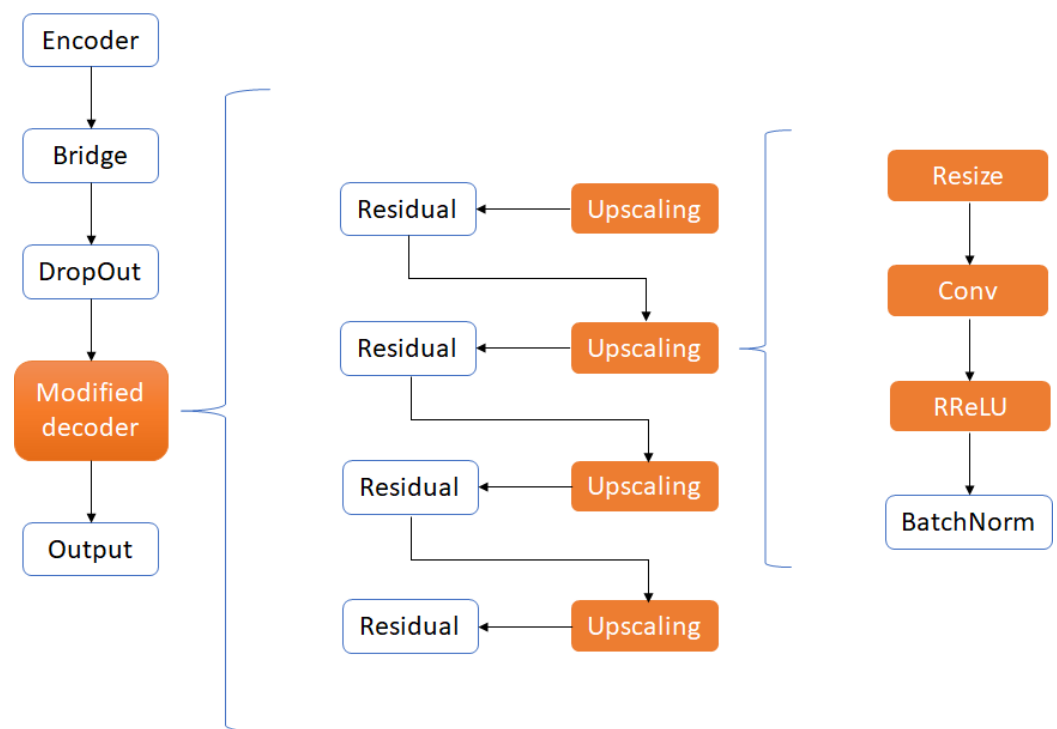 Encoder
Bridge
DropOut
Modified
decoder
Output
Residual
Upscaling
Residual
Upscaling
Residual
Upscaling
Residual
Upscaling
Resize
Conv
RReLU
BatchNorm